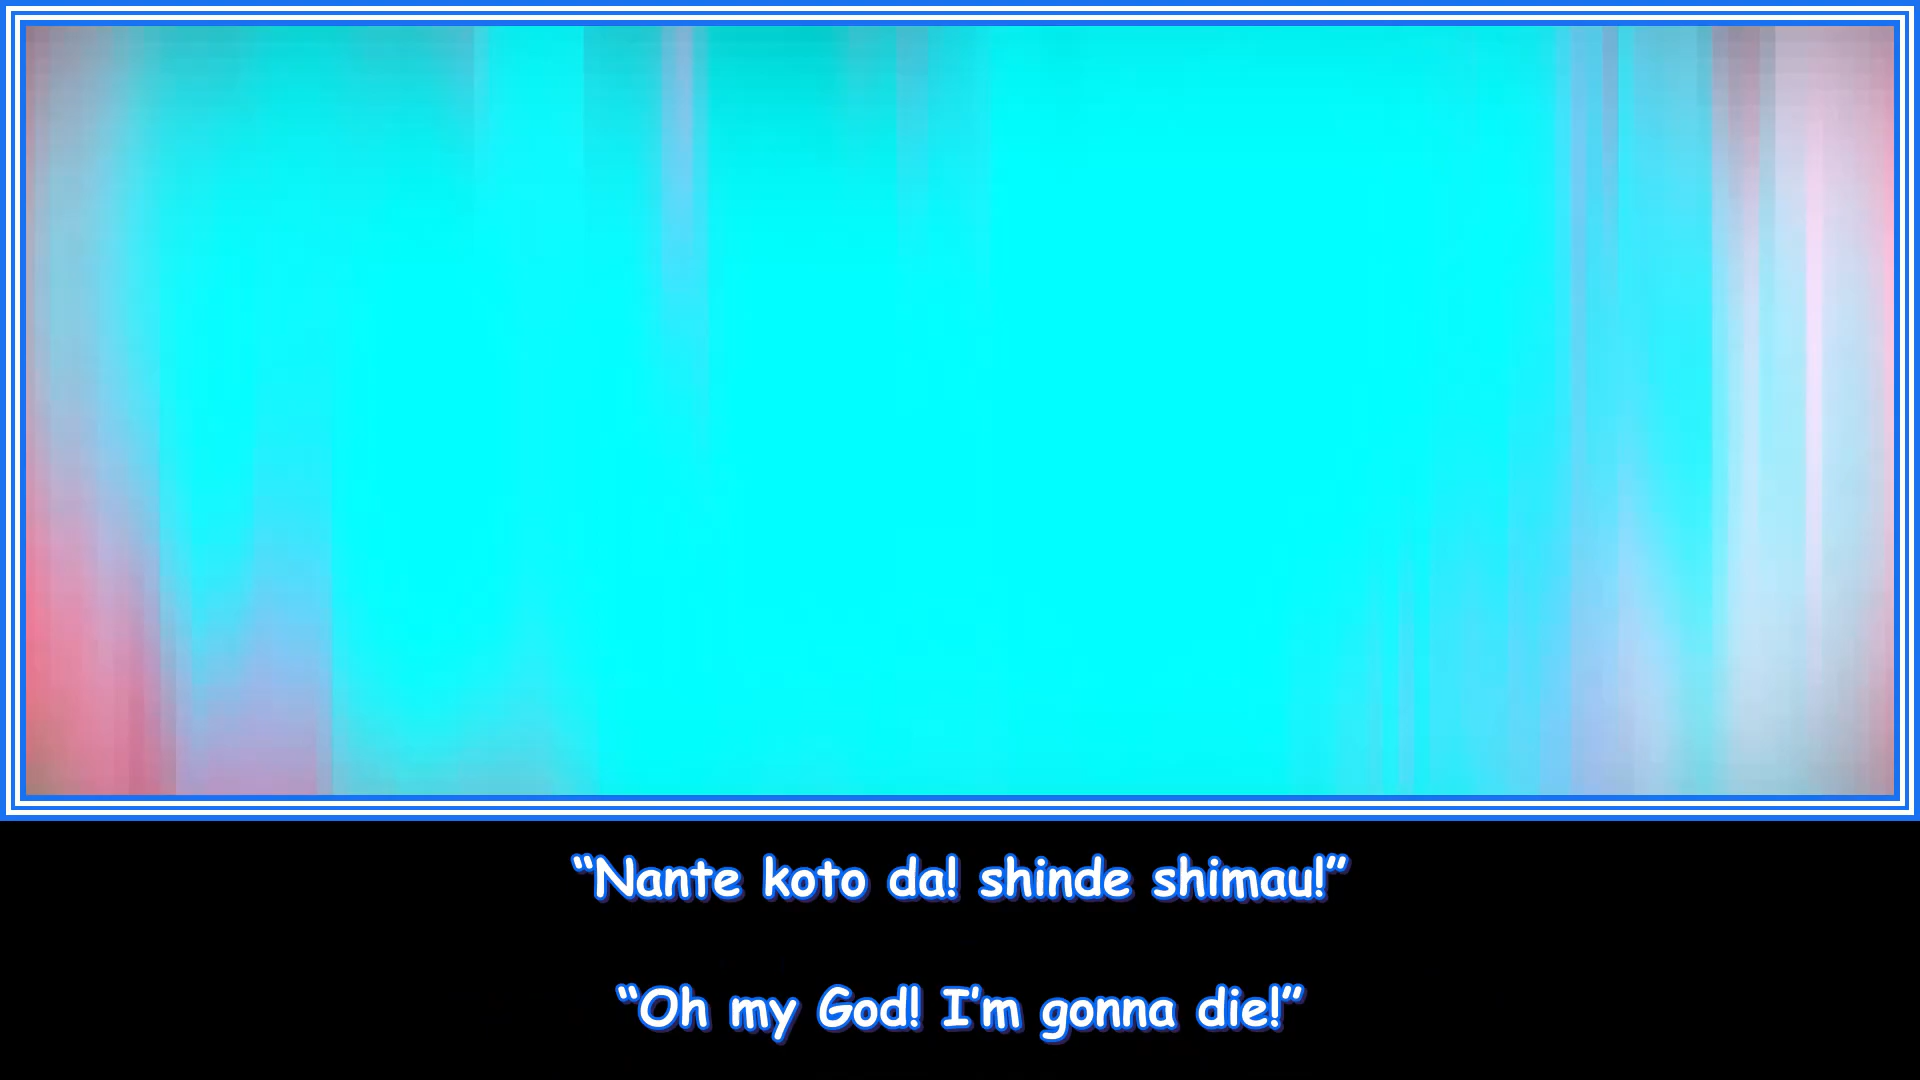 “Nante koto da! shinde shimau!”
“Oh my God! I'm gonna die!”